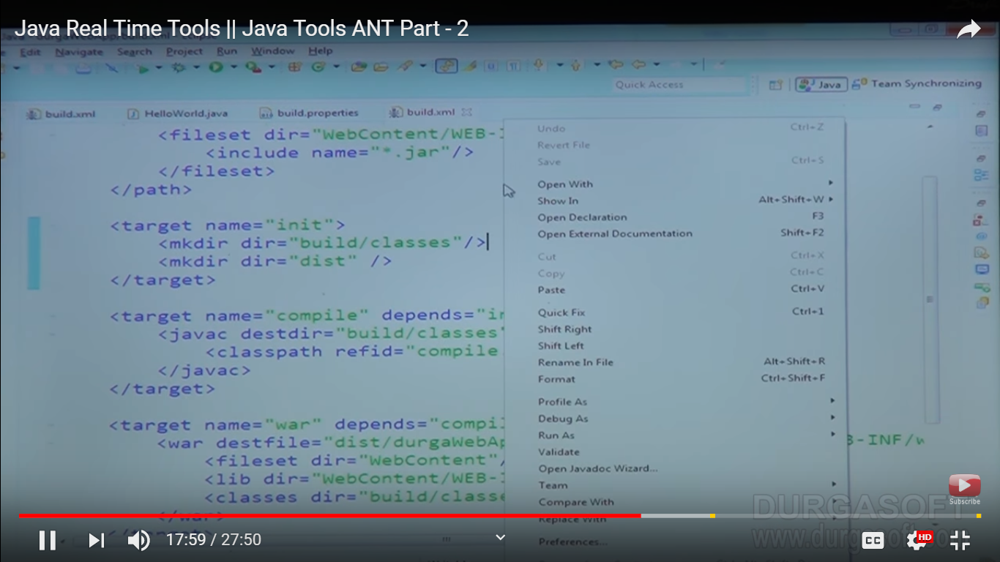 Java Real Time Tools || Java Tools ANT Part - 2
Edit Navigate Search Project Run Window Help
Quick Access
Java
Team Synchronizing
build.xml
HelloWorld.java
build.properties
build.xml
<fileset dir="WebContent/WEB-I
<include name="*.jar"/>
</fileset>
</path>
<target name="init">
<mkdir dir="build/classes"/>
<mkdir dir="dist" />
</target>
<target name="compile" depends="in
<javac destdir="build/classes"
<classpath refid="compile.
</javac>
</target>
<target name="war" depends="compil
<war destfile="dist/durgaWebAp
<fileset dir="WebContent"/
<lib dir="WebContent/WEB-I
<classes dir="build/classe
</war>
Undo Ctrl+Z
Revert File
Save Ctrl+S
Open With
Show In Alt+Shift+W
Open Declaration F3
Open External Documentation Shift+F2
Cut Ctrl+X
Copy Ctrl+C
Paste Ctrl+V
Quick Fix Ctrl+1
Shift Right
Shift Left
Rename In File Alt+Shift+R
Format Ctrl+Shift+F
Profile As
Debug As
Run As
Validate
Open Javadoc Wizard...
Team
Compare With
Replace With
Preferences...
B-INF/w
Subscribe
DURGASOFT
www.durgasoft.co
17:59 / 27:50
CC
HD